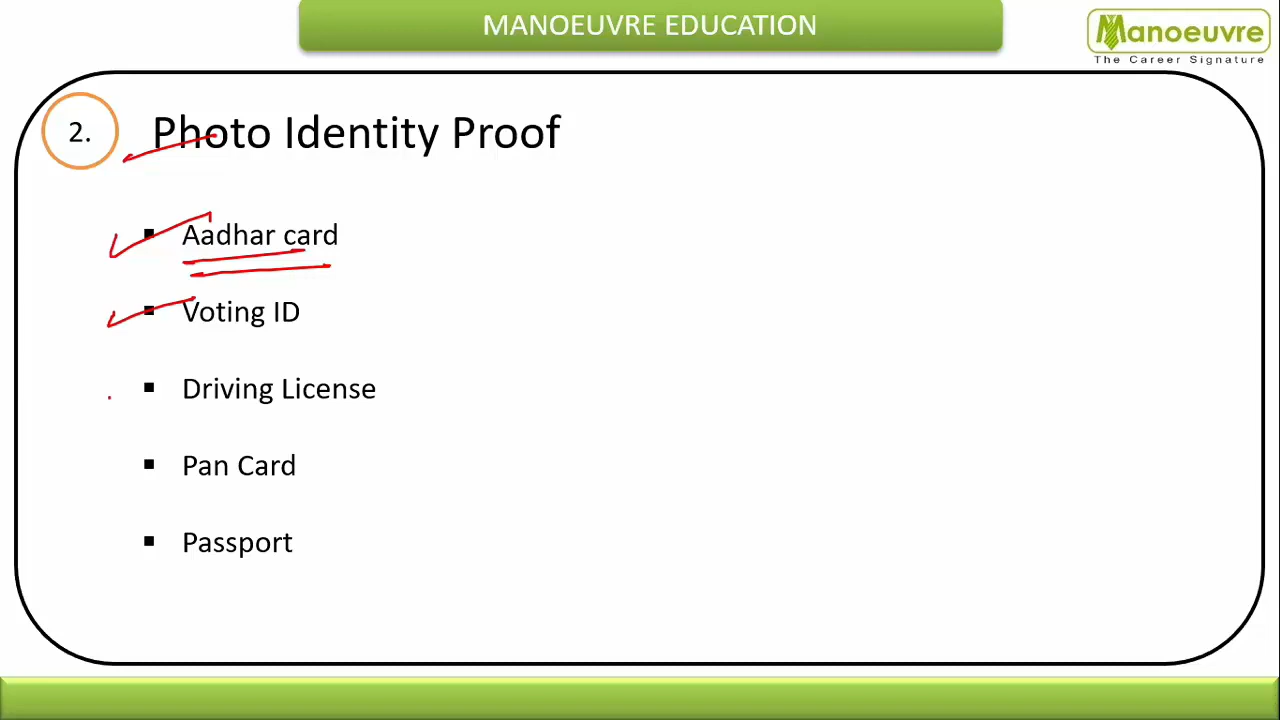 MANOEUVRE EDUCATION
Manoeuvre
The Career Signature
2. Photo Identity Proof
▪ Aadhar card
▪ Voting ID
▪ Driving License
▪ Pan Card
▪ Passport